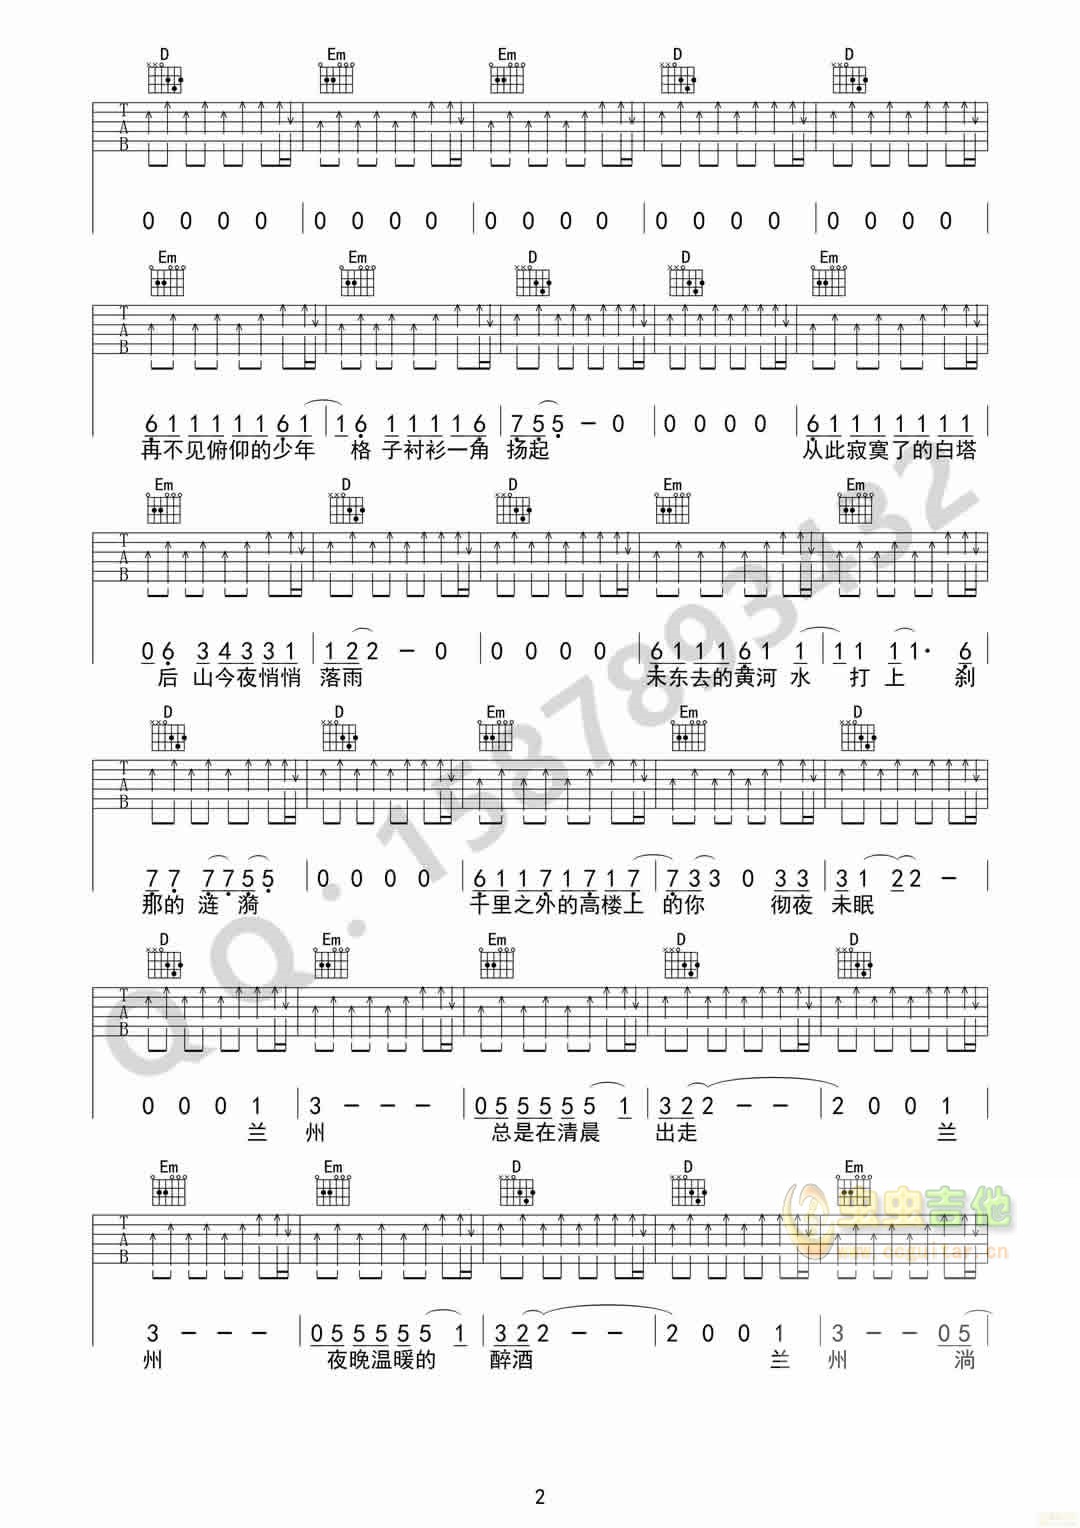 D Em Em D D
T A B
0 0 0 0 0 0 0 0 0 0 0 0 0 0 0 0 0 0 0 0
Em Em D D Em
T A B
6 1 1 1 1 1 6 1 1 6 1 1 1 1 6 7 5 5 - 0 0 0 0 0 6 1 1 1 1 1 1 1
再不见俯仰的少年 格 子衬衫一角 扬起 从此寂寞了的白塔
Em D D Em Em
T A B
0 6 3 4 3 3 1 1 2 2 - 0 0 0 0 0 6 1 1 1 6 1 1 1 1 1 1· 6
后 山今夜悄悄 落雨 未东去的黄河 水 打 上 刹
D D Em Em D
T A B
7 7 7 7 5 5 0 0 0 0 6 1 1 7 1 7 1 7 7 3 3 0 3 3 3 1 2 2 -
那的 涟 漪 千里之外的高楼上 的你 彻夜 未眠
D Em Em D D
T A B
0 0 0 1 3 - - - 0 5 5 5 5 5 1 3 2 2 - - 2 0 0 1
兰 州 总是在清晨 出走 兰
Em Em D D Em
T A B
3 - - - 0 5 5 5 5 5 1 3 2 2 - - 2 0 0 1 3 - - 0 5
州 夜晚温暖的 醉酒 兰 州 淌
QQ：1587893432
虫虫吉他
www.ccguitar.cn
2